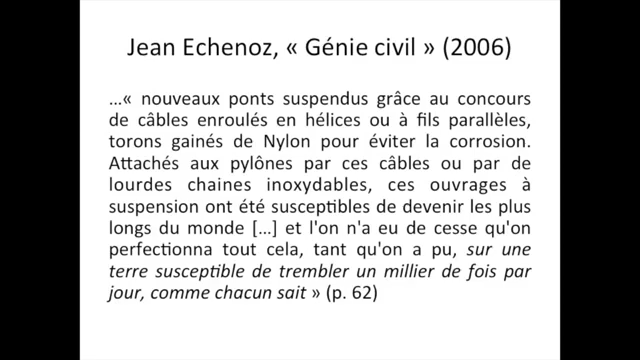 Jean Echenoz, « Génie civil » (2006)
…« nouveaux ponts suspendus grâce au concours
de câbles enroulés en hélices ou à fils parallèles,
torons gainés de Nylon pour éviter la corrosion.
Attachés aux pylônes par ces câbles ou par de
lourdes chaines inoxydables, ces ouvrages à
suspension ont été susceptibles de devenir les plus
longs du monde […] et l'on n'a eu de cesse qu'on
perfectionna tout cela, tant qu'on a pu, sur une
terre susceptible de trembler un millier de fois par
jour, comme chacun sait » (p. 62)